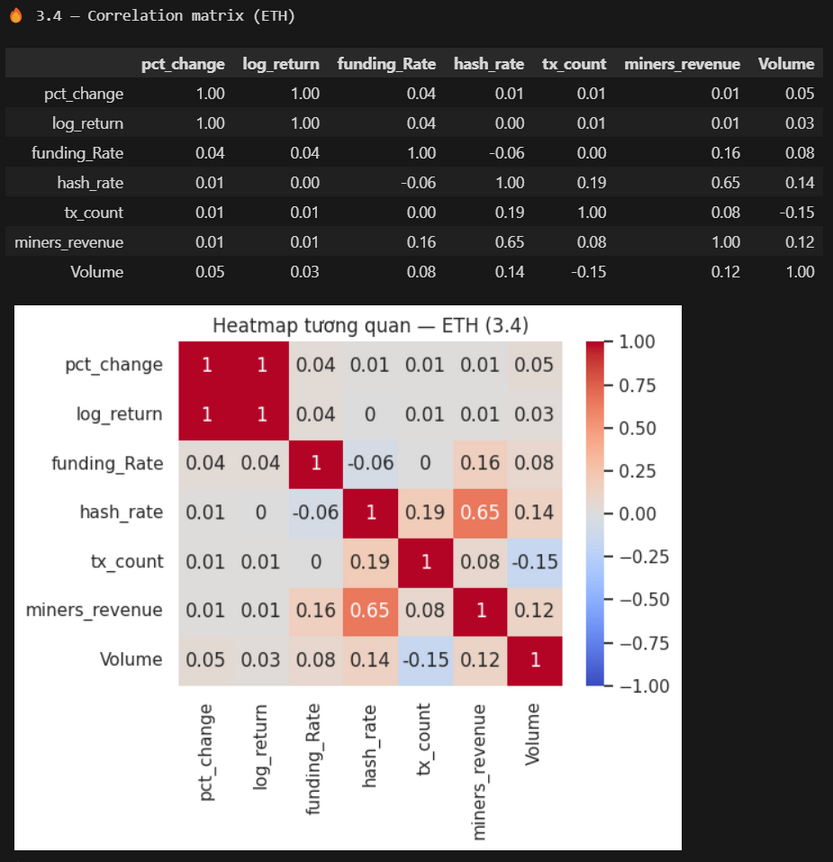 🔥 3.4 — Correlation matrix (ETH)
pct_change log_return funding_Rate hash_rate tx_count miners_revenue Volume
pct_change 1.00 1.00 0.04 0.01 0.01 0.01 0.05
log_return 1.00 1.00 0.04 0.00 0.01 0.01 0.03
funding_Rate 0.04 0.04 1.00 -0.06 0.00 0.16 0.08
hash_rate 0.01 0.00 -0.06 1.00 0.19 0.65 0.14
tx_count 0.01 0.01 0.00 0.19 1.00 0.08 -0.15
miners_revenue 0.01 0.01 0.16 0.65 0.08 1.00 0.12
Volume 0.05 0.03 0.08 0.14 -0.15 0.12 1.00
Heatmap tương quan — ETH (3.4)
pct_change 1 1 0.04 0.01 0.01 0.01 0.05
log_return 1 1 0.04 0 0.01 0.01 0.03
funding_Rate 0.04 0.04 1 -0.06 0 0.16 0.08
hash_rate 0.01 0 -0.06 1 0.19 0.65 0.14
tx_count 0.01 0.01 0 0.19 1 0.08 -0.15
miners_revenue 0.01 0.01 0.16 0.65 0.08 1 0.12
Volume 0.05 0.03 0.08 0.14 -0.15 0.12 1
pct_change log_return funding_Rate hash_rate tx_count miners_revenue Volume
1.00
0.75
0.50
0.25
0.00
−0.25
−0.50
−0.75
−1.00